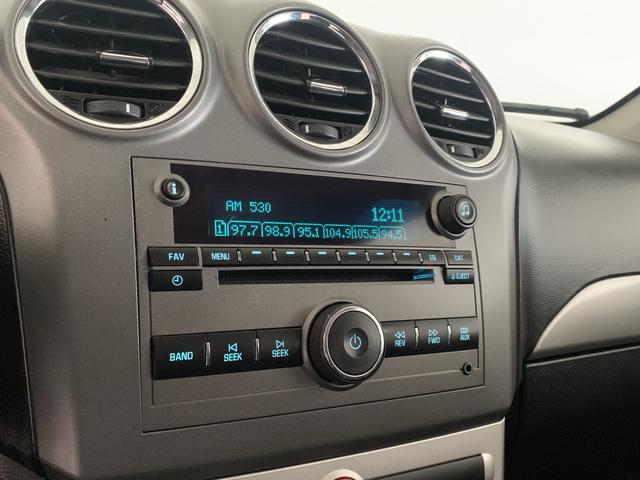 i
AM 530
12:11
1 97.7 98.9 95.1 104.9 105.5 94.5
FAV MENU EQ CAT
EJECT
BAND SEEK SEEK REV FWD CD/AUX